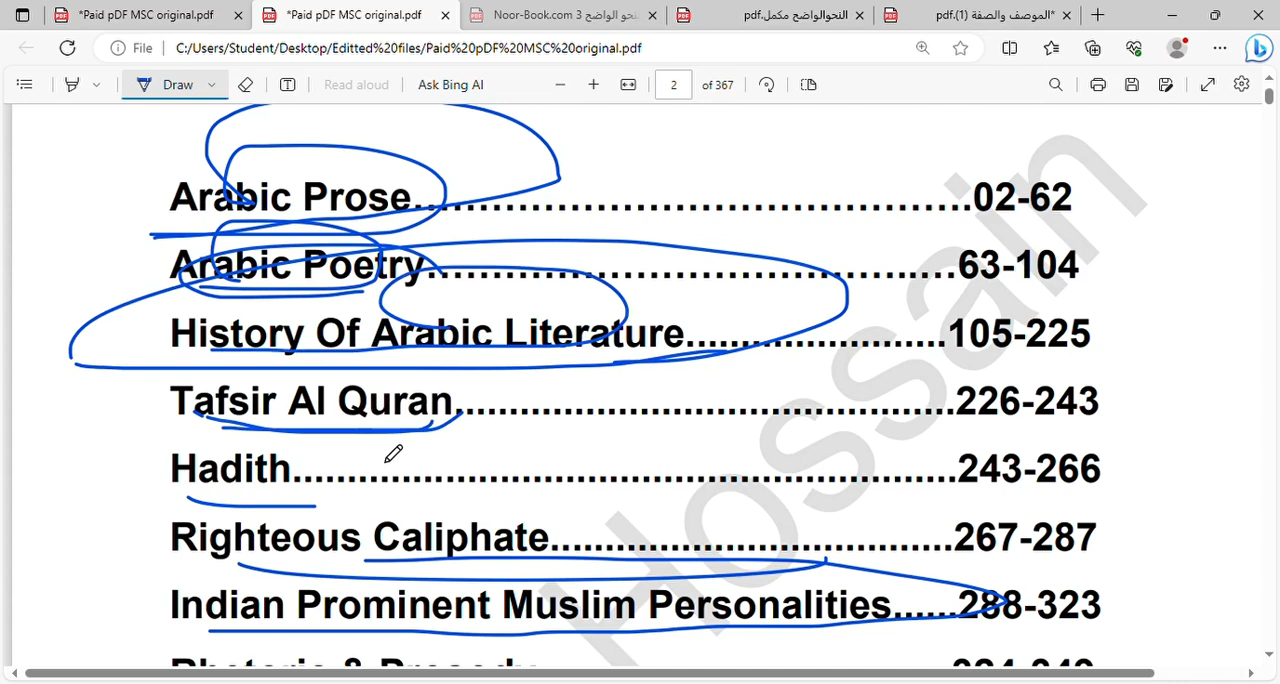 *Paid pDF MSC original.pdf
*Paid pDF MSC original.pdf
Noor-Book.com 3 نحو الواضح
النحوالواضح مكمل.pdf
*الموصف والصفة (1).pdf
File
C:/Users/Student/Desktop/Editted%20files/Paid%20pDF%20MSC%20original.pdf
Draw
Read aloud
Ask Bing AI
2 of 367
Arabic Prose........................................02-62
Arabic Poetry.......................................63-104
History Of Arabic Literature...................105-225
Tafsir Al Quran.....................................226-243
Hadith.................................................243-266
Righteous Caliphate..............................267-287
Indian Prominent Muslim Personalities......288-323
Hossain